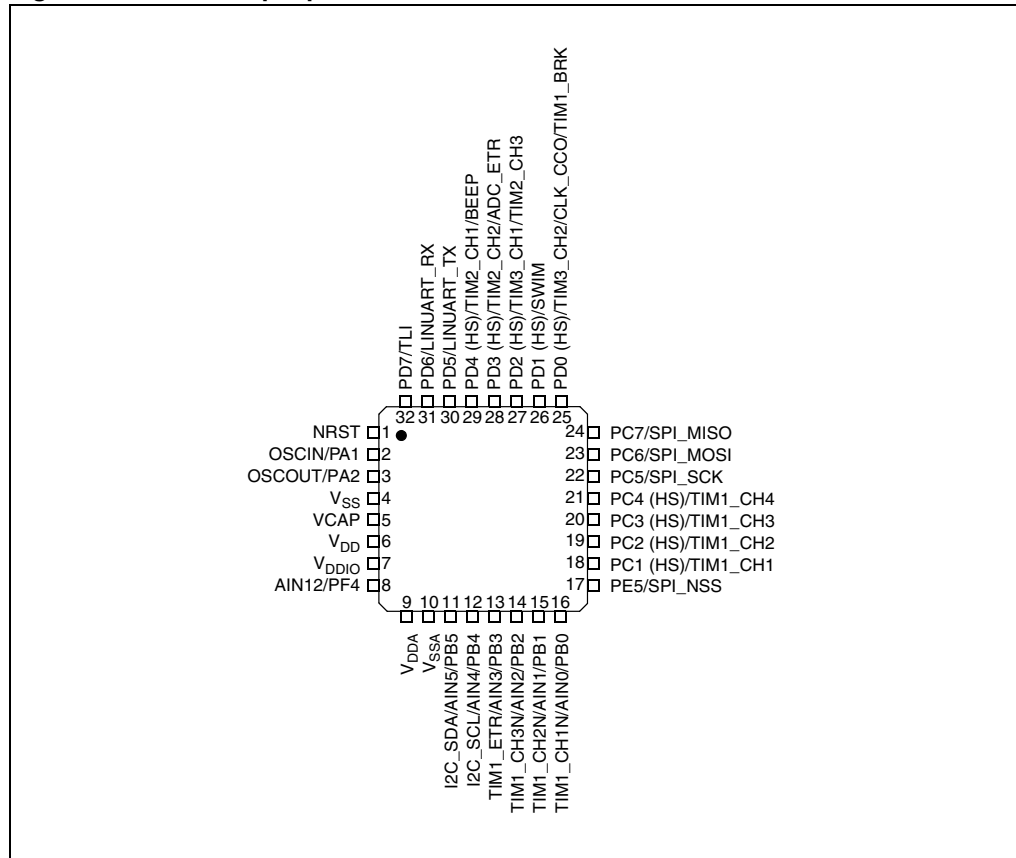 PD7/TLI
PD6/LINUART_RX
PD5/LINUART_TX
PD4 (HS)/TIM2_CH1/BEEP
PD3 (HS)/TIM2_CH2/ADC_ETR
PD2 (HS)/TIM3_CH1/TIM2_CH3
PD1 (HS)/SWIM
PD0 (HS)/TIM3_CH2/CLK_CCO/TIM1_BRK
32 31 30 29 28 27 26 25
NRST 1
OSCIN/PA1 2
OSCOUT/PA2 3
VSS 4
VCAP 5
VDD 6
VDDIO 7
AIN12/PF4 8
24 PC7/SPI_MISO
23 PC6/SPI_MOSI
22 PC5/SPI_SCK
21 PC4 (HS)/TIM1_CH4
20 PC3 (HS)/TIM1_CH3
19 PC2 (HS)/TIM1_CH2
18 PC1 (HS)/TIM1_CH1
17 PE5/SPI_NSS
9 10 11 12 13 14 15 16
VDDA
VSSA
I2C_SDA/AIN5/PB5
I2C_SCL/AIN4/PB4
TIM1_ETR/AIN3/PB3
TIM1_CH3N/AIN2/PB2
TIM1_CH2N/AIN1/PB1
TIM1_CH1N/AIN0/PB0